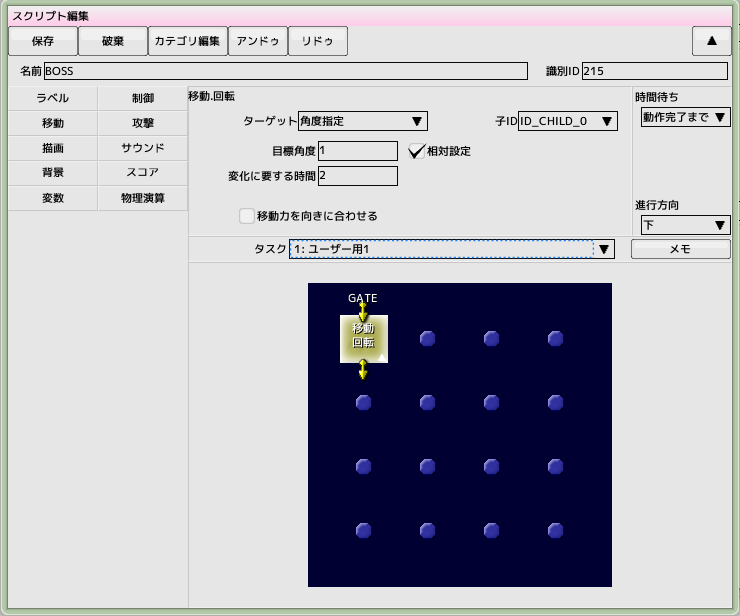 スクリプト編集
保存 破棄 カテゴリ編集 アンドゥ リドゥ ▲
名前 BOSS 識別ID 215
ラベル 制御
移動 攻撃
描画 サウンド
背景 スコア
変数 物理演算
移動.回転
ターゲット 角度指定 ▼ 子ID ID_CHILD_0 ▼
目標角度 1 相対設定
変化に要する時間 2
移動力を向きに合わせる
時間待ち
動作完了まで ▼
進行方向
下 ▼
タスク 1: ユーザー用1 ▼ メモ
GATE
移動
回転